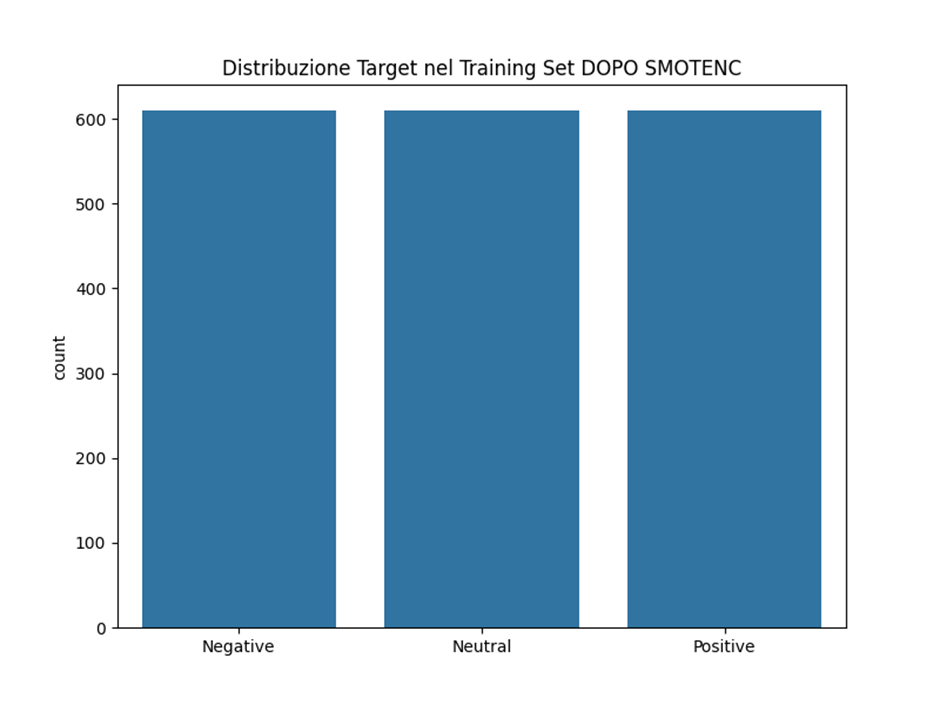 Distribuzione Target nel Training Set DOPO SMOTENC
600
500
400
300
200
100
0
count
Negative
Neutral
Positive